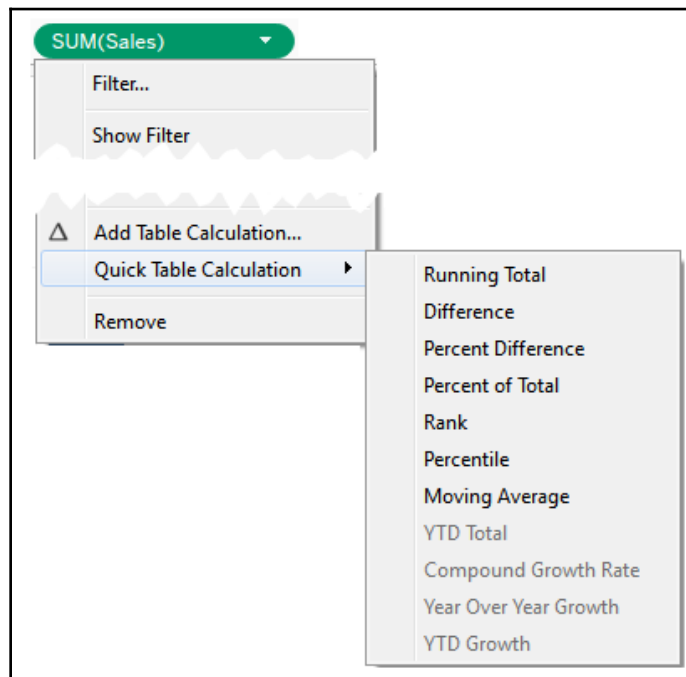 SUM(Sales)
Filter...
Show Filter
Add Table Calculation...
Quick Table Calculation
Remove
Running Total
Difference
Percent Difference
Percent of Total
Rank
Percentile
Moving Average
YTD Total
Compound Growth Rate
Year Over Year Growth
YTD Growth